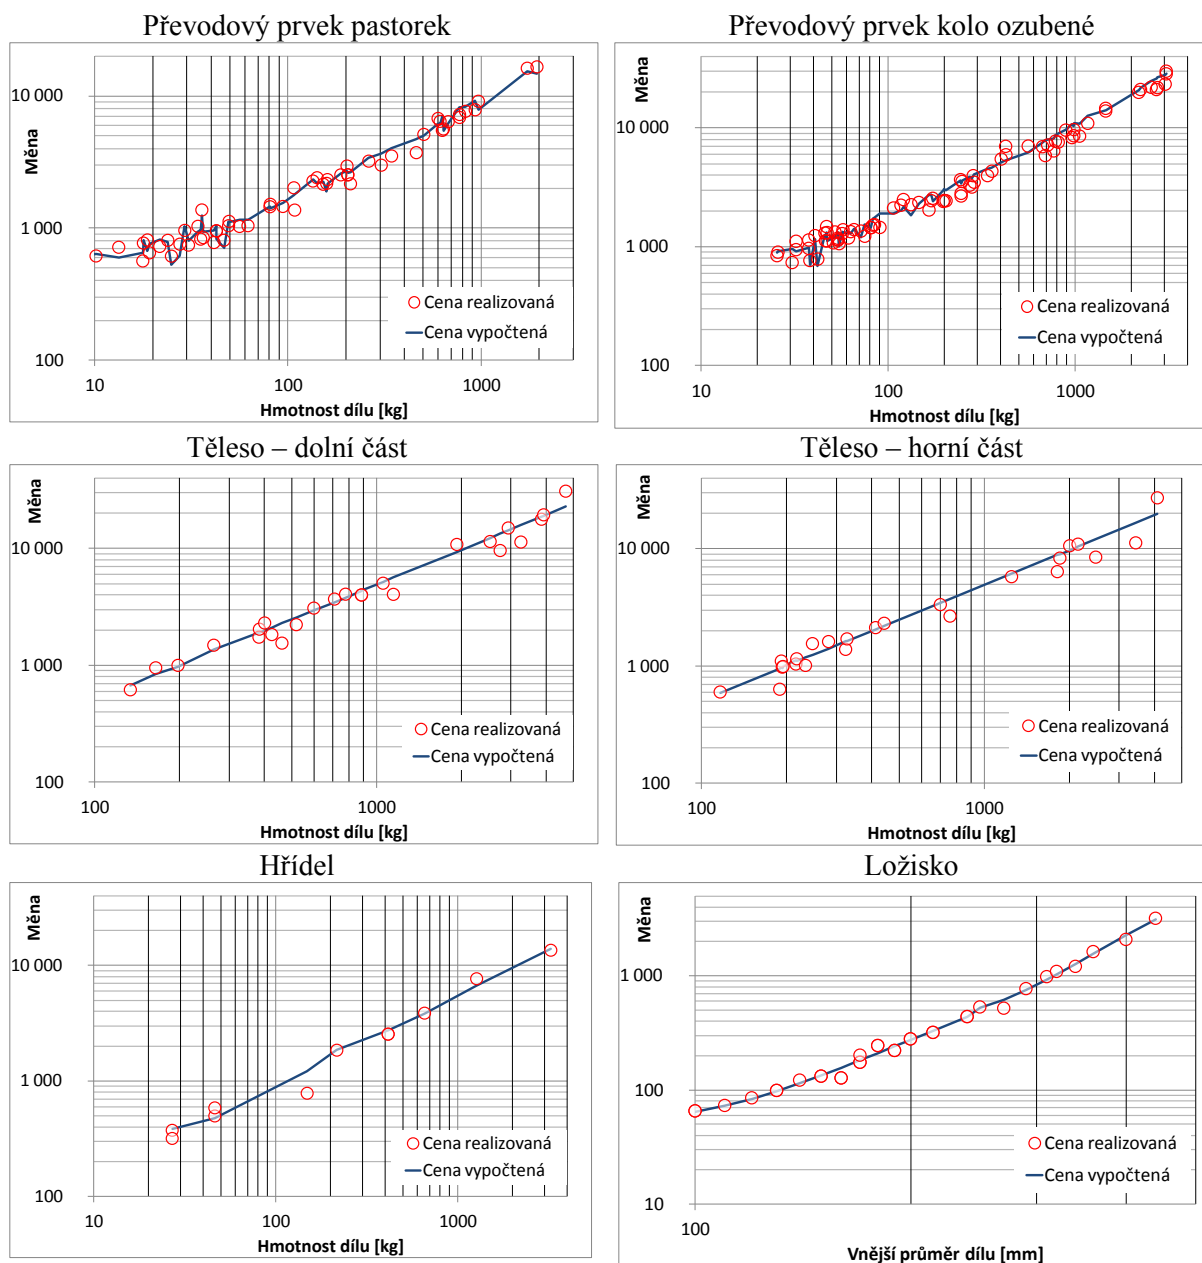 Převodový prvek pastorek
Měna
10 000
1 000
100
10
100
1000
Hmotnost dílu [kg]
Cena realizovaná
Cena vypočtená
Převodový prvek kolo ozubené
Měna
10 000
1 000
100
10
100
1000
Hmotnost dílu [kg]
Cena realizovaná
Cena vypočtená
Těleso – dolní část
Měna
10 000
1 000
100
100
1000
Hmotnost dílu [kg]
Cena realizovaná
Cena vypočtená
Těleso – horní část
Měna
10 000
1 000
100
100
1000
Hmotnost dílu [kg]
Cena realizovaná
Cena vypočtená
Hřídel
Měna
10 000
1 000
100
10
100
1000
Hmotnost dílu [kg]
Cena realizovaná
Cena vypočtená
Ložisko
Měna
1 000
100
10
100
Vnější průměr dílu [mm]
Cena realizovaná
Cena vypočtená